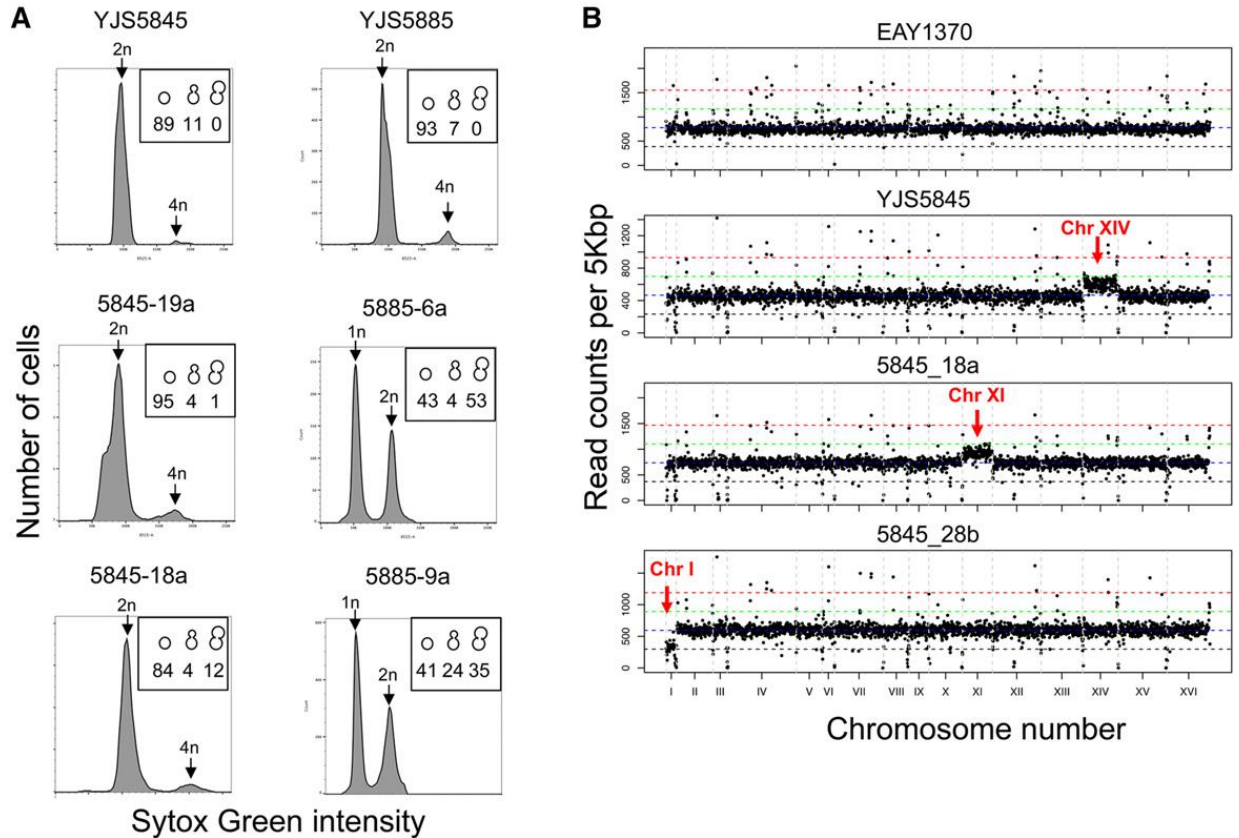 A
YJS5845
2n
89 11 0
4n
YJS5885
2n
93 7 0
4n
Count
5845-19a
2n
95 4 1
4n
5885-6a
1n
43 4 53
2n
Count
5845-18a
2n
84 4 12
4n
5885-9a
1n
41 24 35
2n
Count
Number of cells
Sytox Green intensity
B
EAY1370
0 500 1500
YJS5845
Chr XIV
0 400 800 1200
5845_18a
Chr XI
0 500 1500
5845_28b
Chr I
0 500 1000
I II III IV V VI VII VIII IX X XI XII XIII XIV XV XVI
Read counts per 5Kbp
Chromosome number